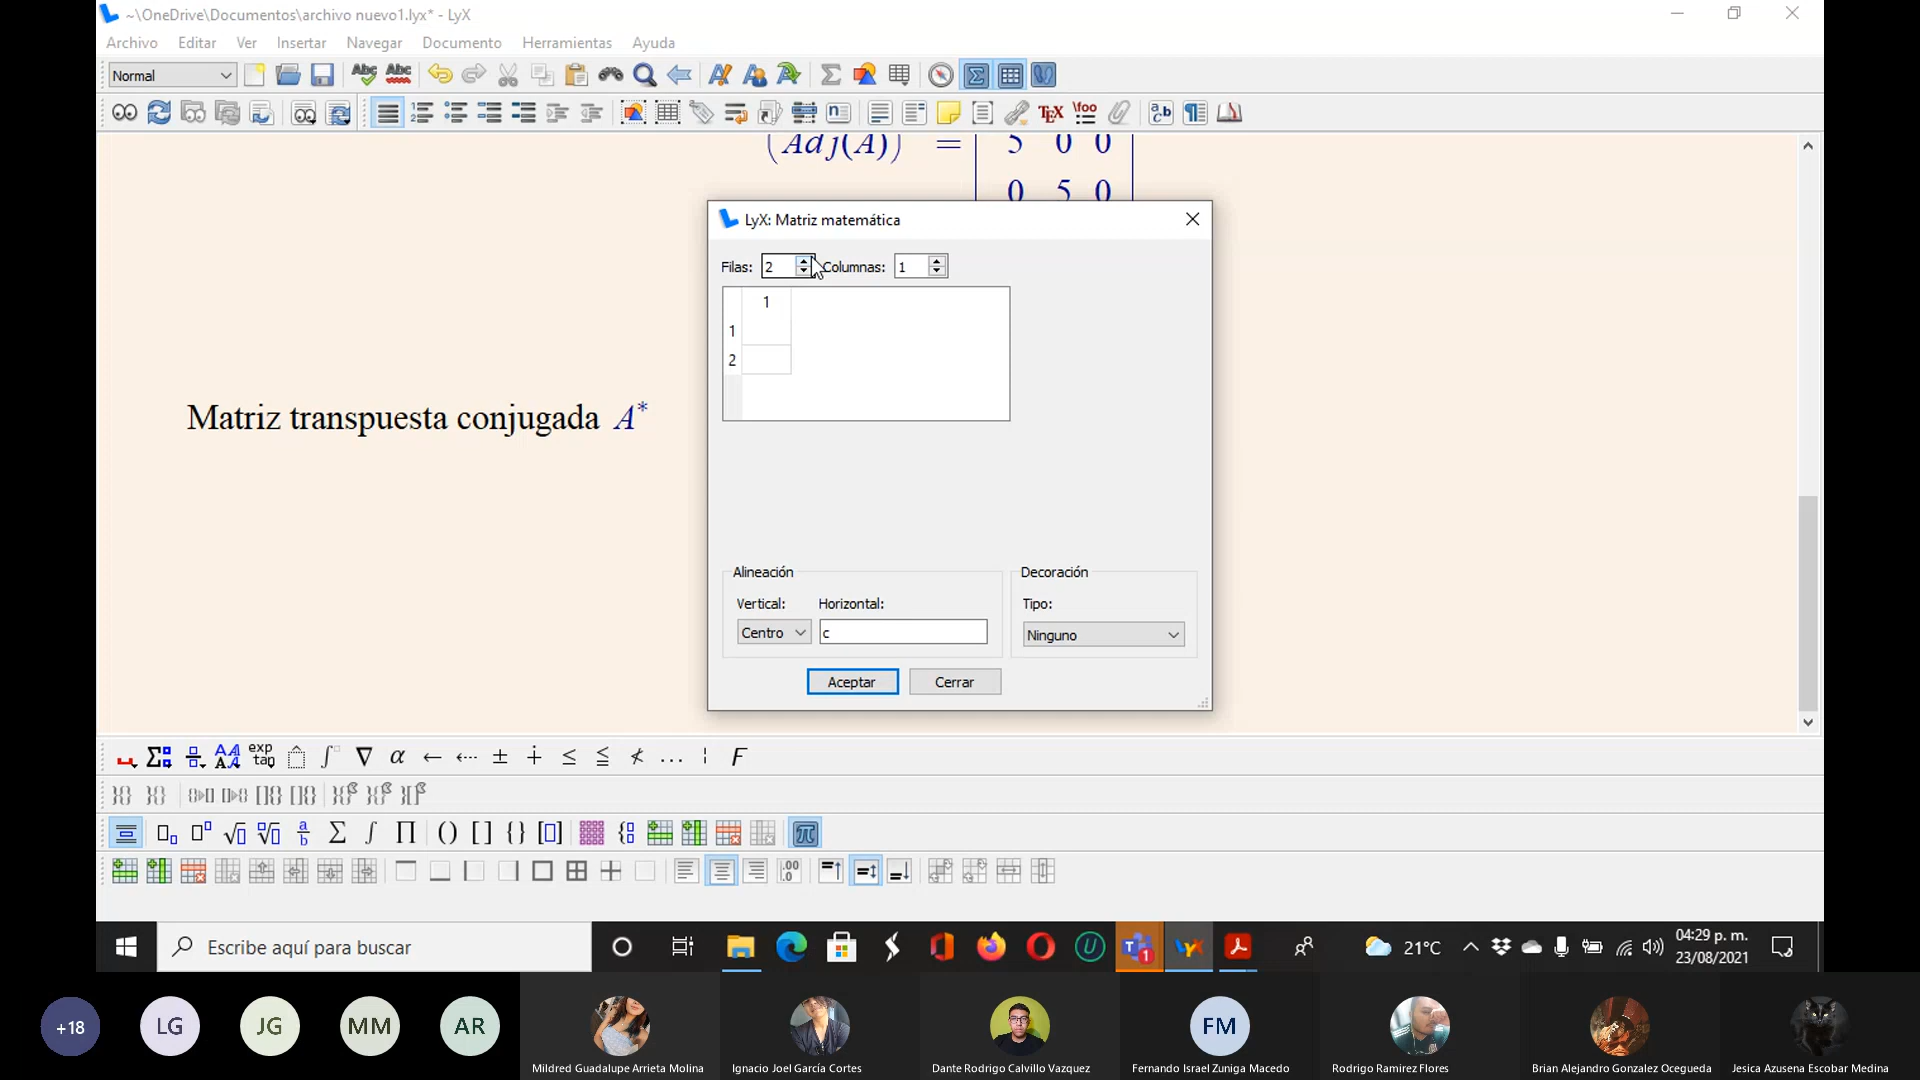 ~\OneDrive\Documentos\archivo nuevo1.lyx* - LyX
Archivo Editar Ver Insertar Navegar Documento Herramientas Ayuda
Normal
(Adj(A)) = 5 0 0
0 5 0
LyX: Matriz matemática
Filas: 2 Columnas: 1
1
1
2
Matriz transpuesta conjugada A*
Alineación Decoración
Vertical: Horizontal: Tipo:
Centro c Ninguno
Aceptar Cerrar
Escribe aquí para buscar
21°C
04:29 p. m.
23/08/2021
+18 LG JG MM AR FM
Mildred Guadalupe Arrieta Molina Ignacio Joel García Cortes Dante Rodrigo Calvillo Vazquez Fernando Israel Zuniga Macedo Rodrigo Ramirez Flores Brian Alejandro Gonzalez Ocegueda Jesica Azusena Escobar Medina